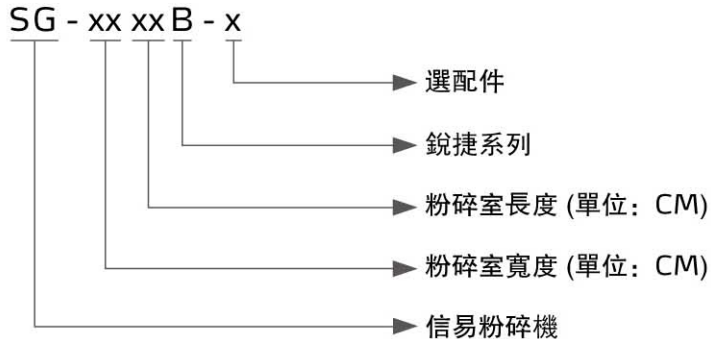 SG - xx xx B - x
選配件
銳捷系列
粉碎室長度 (單位：CM)
粉碎室寬度 (單位：CM)
信易粉碎機